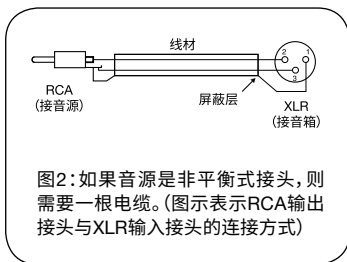 线材
2
1
3
RCA
(接音源)
屏蔽层
XLR
(接音箱)
图2:如果音源是非平衡式接头,则
需要一根电缆。(图示表示RCA输出
接头与XLR输入接头的连接方式)